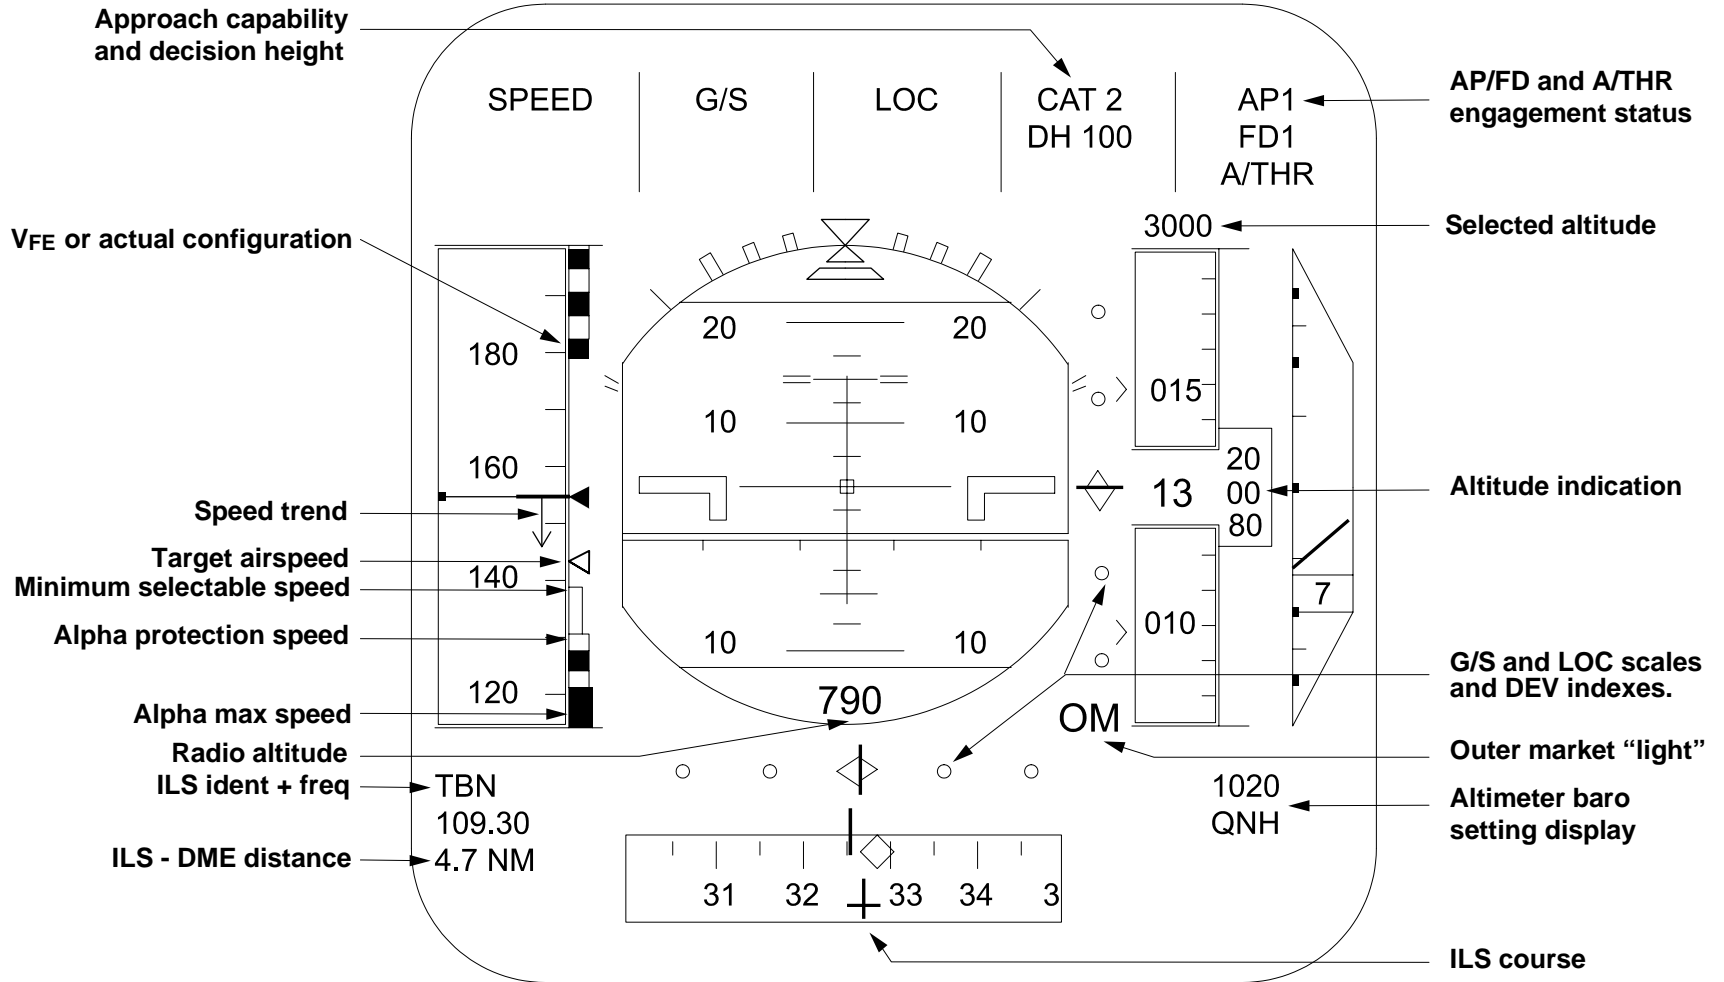 Approach capability
and decision height
SPEED
G/S
LOC
CAT 2
DH 100
AP1
FD1
A/THR
AP/FD and A/THR
engagement status
VFE or actual configuration
3000
Selected altitude
180
160
140
120
20
20
10
10
10
10
015
13
20
00
80
010
7
Altitude indication
Speed trend
Target airspeed
Minimum selectable speed
Alpha protection speed
Alpha max speed
Radio altitude
ILS ident + freq
ILS - DME distance
790
OM
G/S and LOC scales
and DEV indexes.
Outer market “light”
TBN
109.30
4.7 NM
1020
QNH
Altimeter baro
setting display
31
32
33
34
3
ILS course